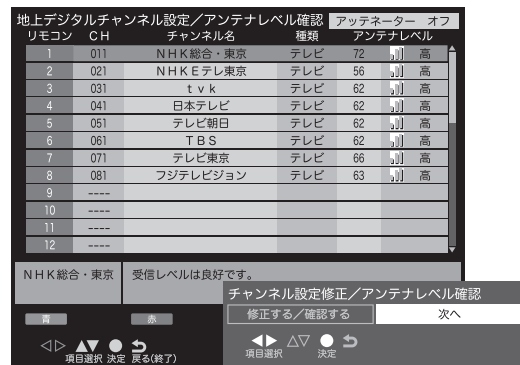 地上デジタルチャンネル設定／アンテナレベル確認 アッテネーター オフ
リモコン CH チャンネル名 種類 アンテナレベル
1 011 NHK総合・東京 テレビ 72 高
2 021 NHKEテレ東京 テレビ 56 高
3 031 tvk テレビ 62 高
4 041 日本テレビ テレビ 62 高
5 051 テレビ朝日 テレビ 62 高
6 061 TBS テレビ 62 高
7 071 テレビ東京 テレビ 66 高
8 081 フジテレビジョン テレビ 63 高
9 ----
10 ----
11 ----
12 ----
NHK総合・東京 受信レベルは良好です。
青 赤
項目選択 決定 戻る(終了)
チャンネル設定修正／アンテナレベル確認
修正する／確認する 次へ
項目選択 決定